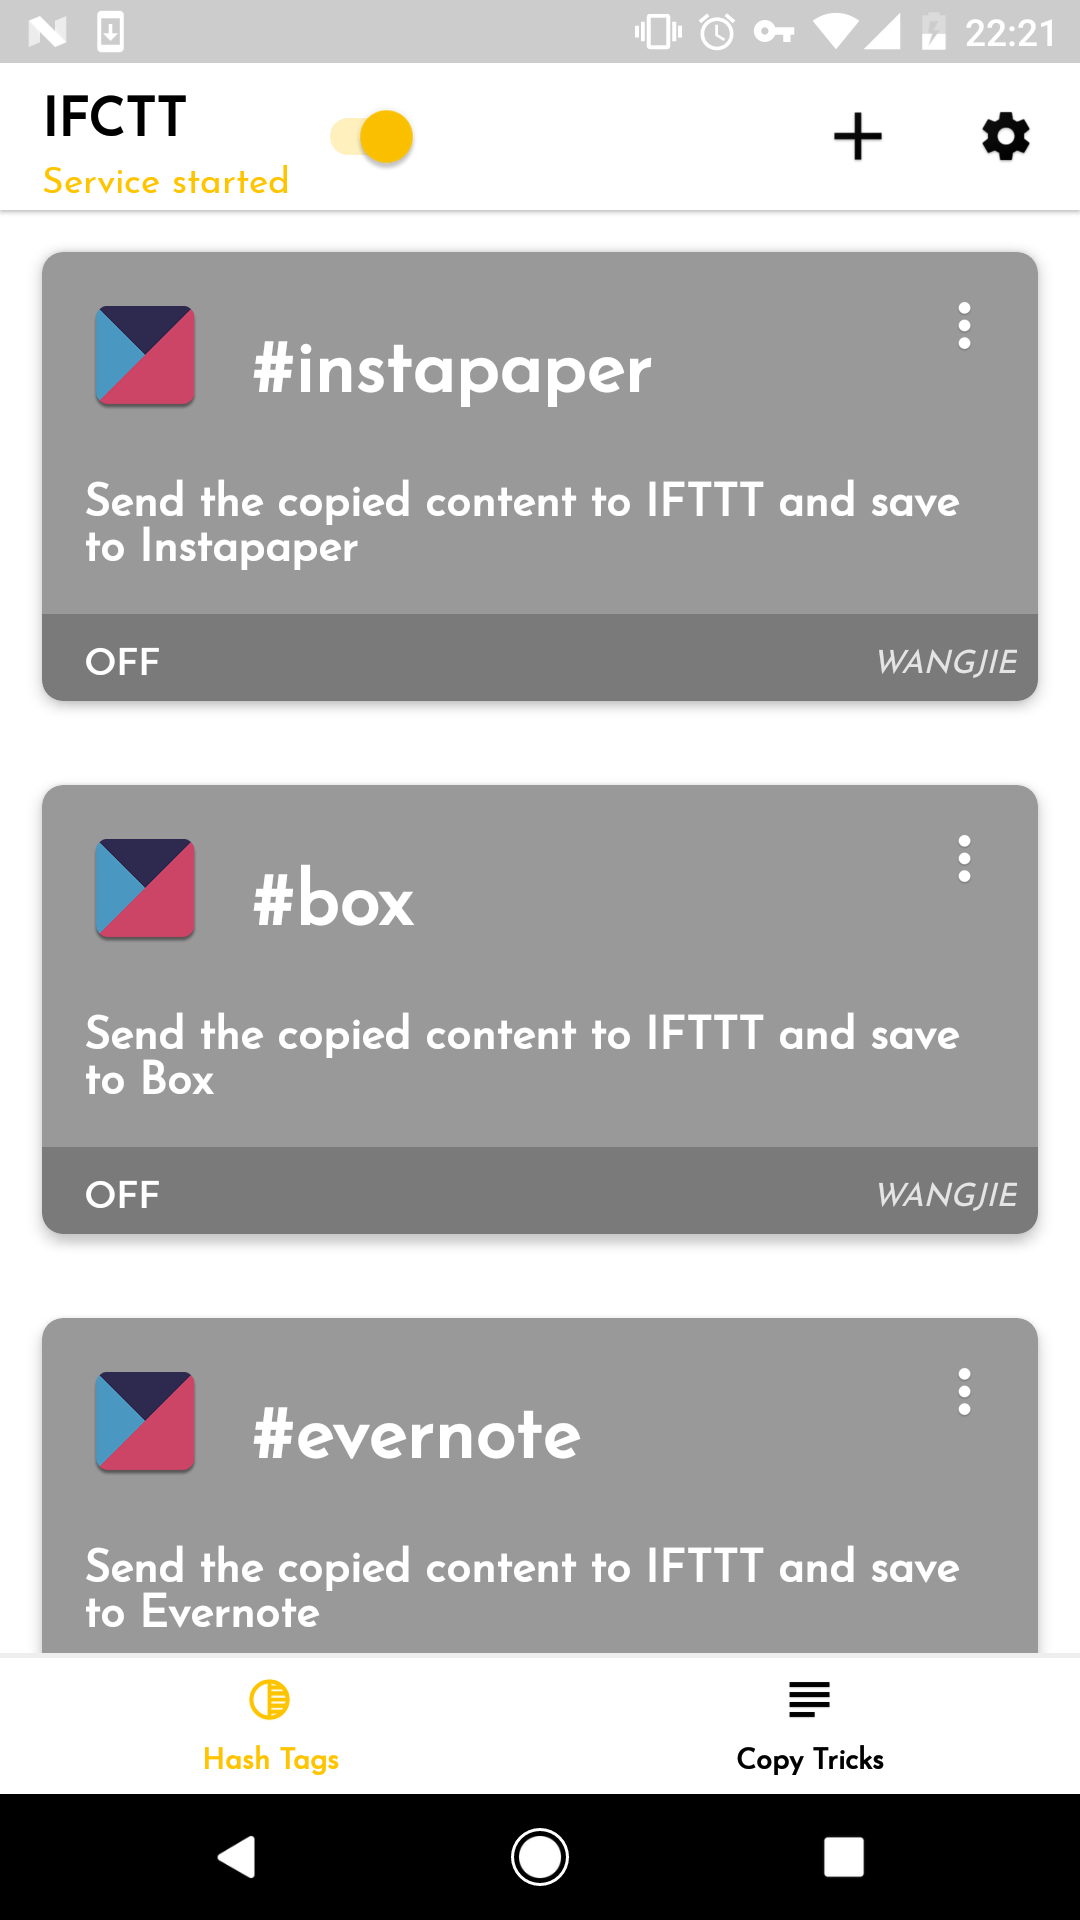 22:21
IFCTT
Service started
#instapaper
Send the copied content to IFTTT and save
to Instapaper
OFF
WANGJIE
#box
Send the copied content to IFTTT and save
to Box
OFF
WANGJIE
#evernote
Send the copied content to IFTTT and save
to Evernote
Hash Tags
Copy Tricks